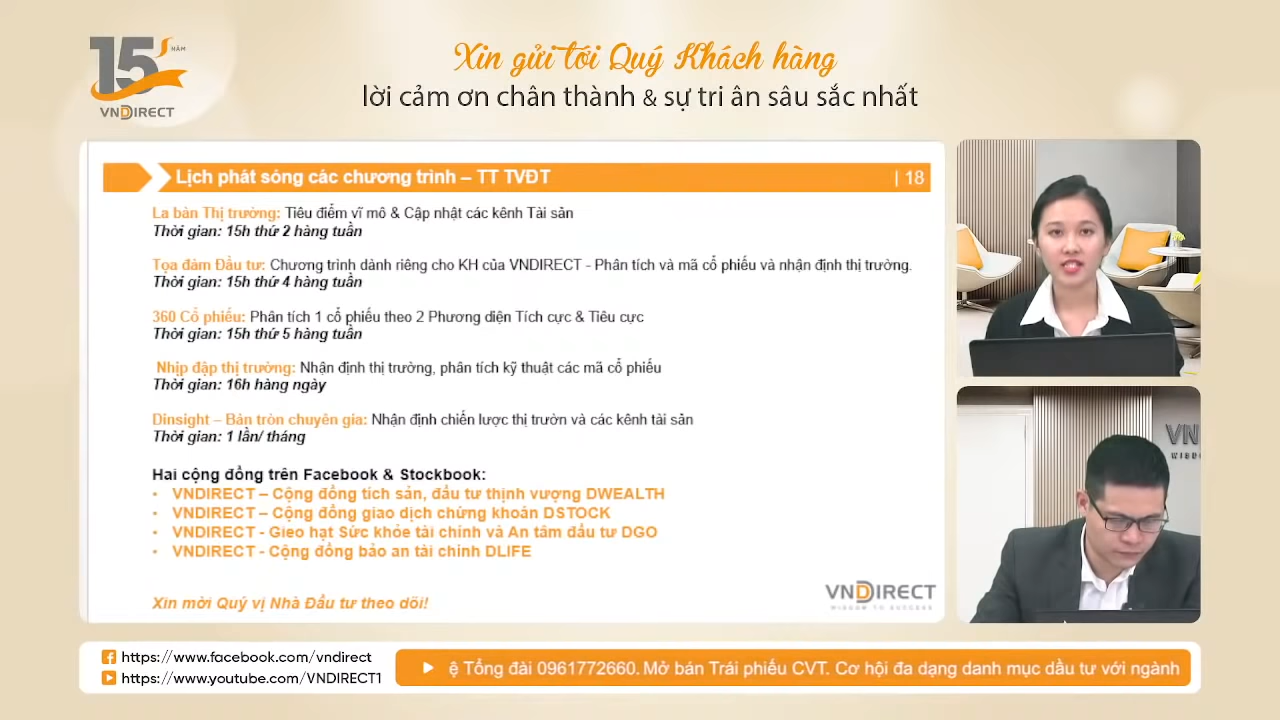 15 NĂM
VNDIRECT
Xin gửi tới Quý Khách hàng
lời cảm ơn chân thành & sự tri ân sâu sắc nhất
Lịch phát sóng các chương trình – TT TVĐT
| 18
La bàn Thị trường: Tiêu điểm vĩ mô & Cập nhật các kênh Tài sản
Thời gian: 15h thứ 2 hàng tuần
Tọa đàm Đầu tư: Chương trình dành riêng cho KH của VNDIRECT - Phân tích và mã cổ phiếu và nhận định thị trường.
Thời gian: 15h thứ 4 hàng tuần
360 Cổ phiếu: Phân tích 1 cổ phiếu theo 2 Phương diện Tích cực & Tiêu cực
Thời gian: 15h thứ 5 hàng tuần
Nhịp đập thị trường: Nhận định thị trường, phân tích kỹ thuật các mã cổ phiếu
Thời gian: 16h hàng ngày
Dinsight – Bàn tròn chuyên gia: Nhận định chiến lược thị trườn và các kênh tài sản
Thời gian: 1 lần/ tháng
Hai cộng đồng trên Facebook & Stockbook:
• VNDIRECT – Cộng đồng tích sản, đầu tư thịnh vượng DWEALTH
• VNDIRECT – Cộng đồng giao dịch chứng khoán DSTOCK
• VNDIRECT - Gieo hạt Sức khỏe tài chính và An tâm đầu tư DGO
• VNDIRECT - Cộng đồng bảo an tài chính DLIFE
Xin mời Quý vị Nhà Đầu tư theo dõi!
VNDIRECT
WISDOM TO SUCCESS
VN
WISD
https://www.facebook.com/vndirect
https://www.youtube.com/VNDIRECT1
ệ Tổng đài 0961772660. Mở bán Trái phiếu CVT. Cơ hội đa dạng danh mục đầu tư với ngành